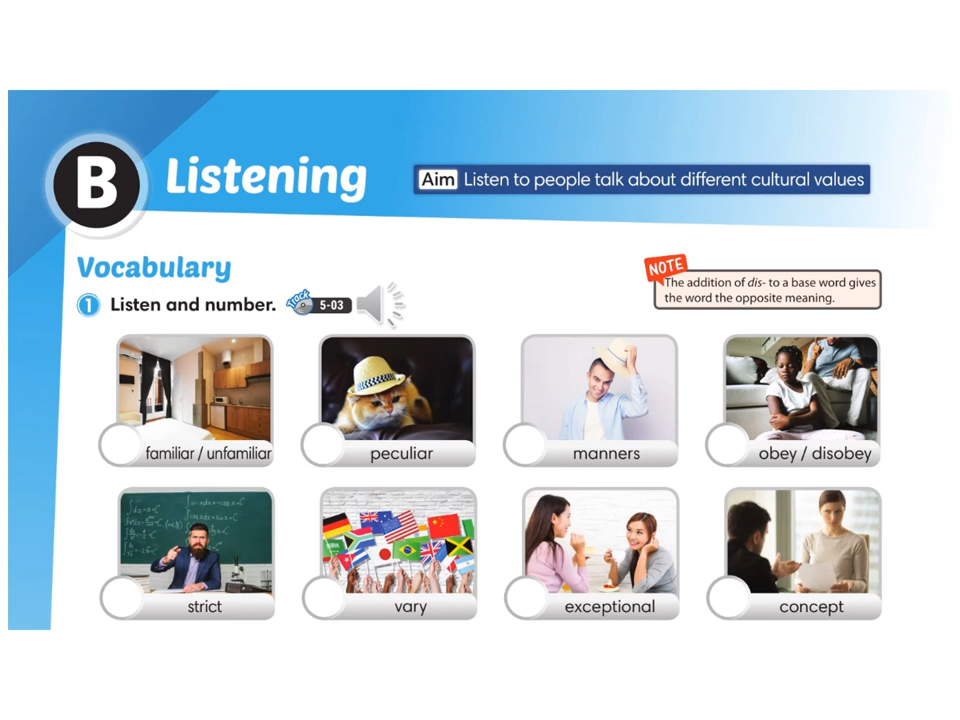 B
Listening
Aim Listen to people talk about different cultural values
Vocabulary
NOTE
The addition of dis- to a base word gives
the word the opposite meaning.
1 Listen and number. Track 5-03
familiar / unfamiliar
peculiar
manners
obey / disobey
strict
vary
exceptional
concept